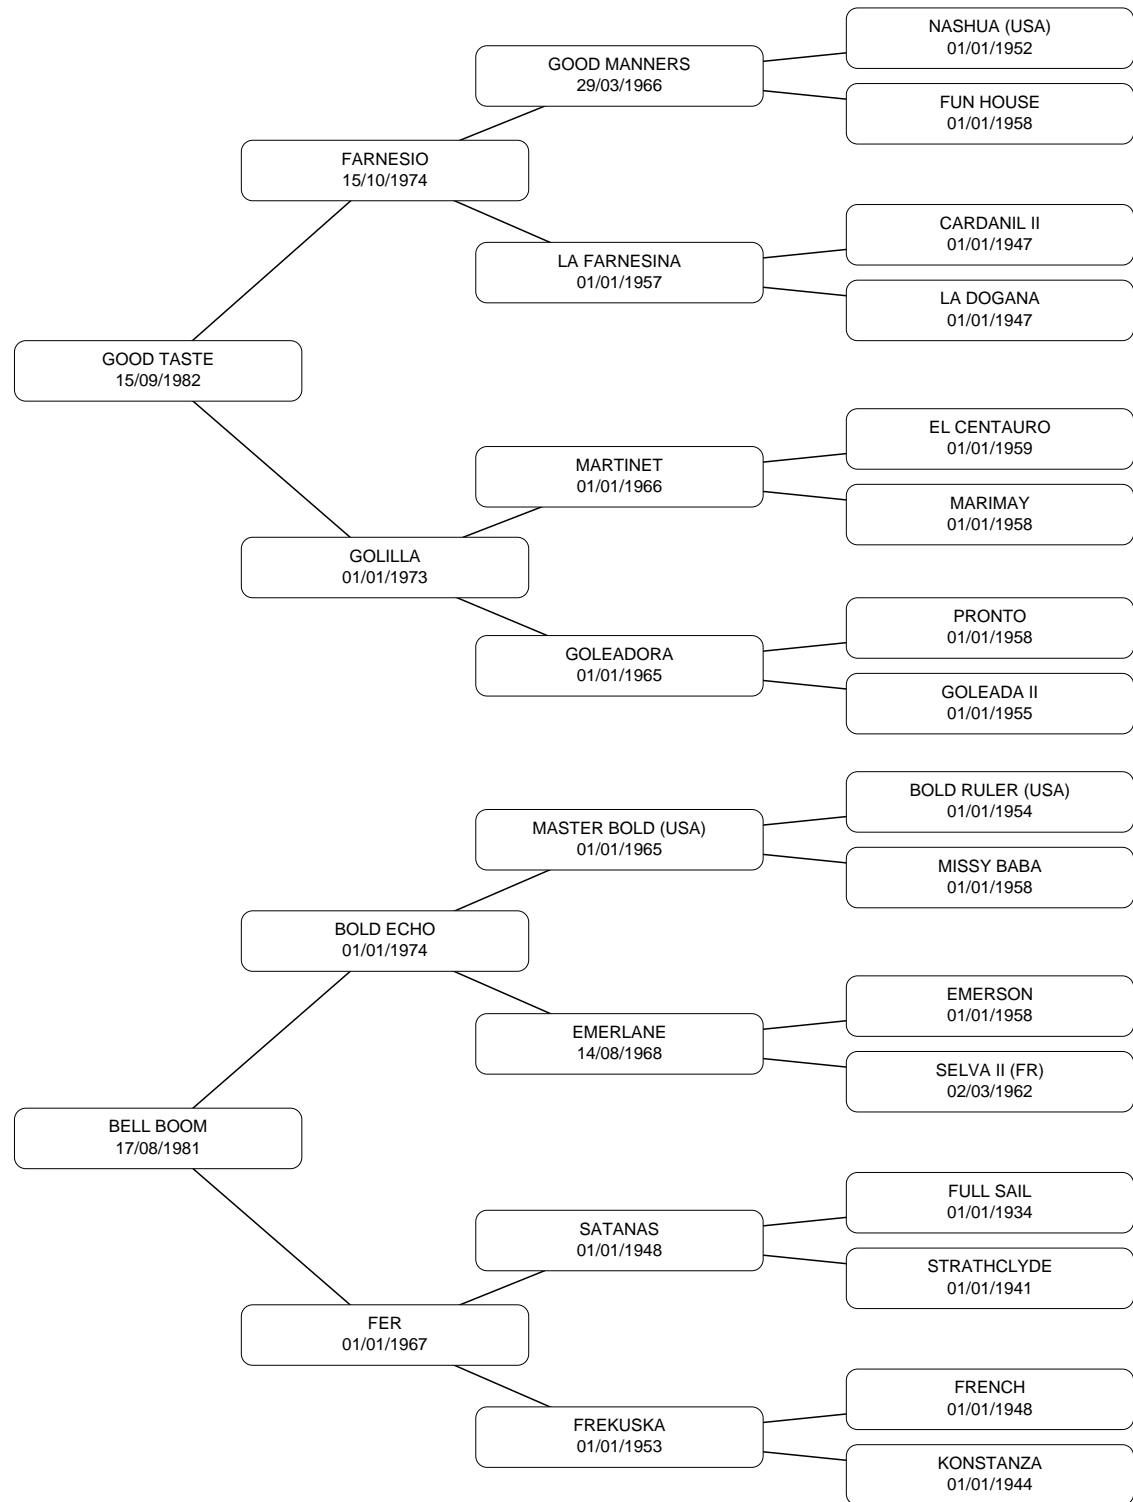 NASHUA (USA)
01/01/1952
GOOD MANNERS
29/03/1966
FUN HOUSE
01/01/1958
FARNESIO
15/10/1974
CARDANIL II
01/01/1947
LA FARNESINA
01/01/1957
LA DOGANA
01/01/1947
GOOD TASTE
15/09/1982
EL CENTAURO
01/01/1959
MARTINET
01/01/1966
MARIMAY
01/01/1958
GOLILLA
01/01/1973
PRONTO
01/01/1958
GOLEADORA
01/01/1965
GOLEADA II
01/01/1955
BOLD RULER (USA)
01/01/1954
MASTER BOLD (USA)
01/01/1965
MISSY BABA
01/01/1958
BOLD ECHO
01/01/1974
EMERSON
01/01/1958
EMERLANE
14/08/1968
SELVA II (FR)
02/03/1962
BELL BOOM
17/08/1981
FULL SAIL
01/01/1934
SATANAS
01/01/1948
STRATHCLYDE
01/01/1941
FER
01/01/1967
FRENCH
01/01/1948
FREKUSKA
01/01/1953
KONSTANZA
01/01/1944